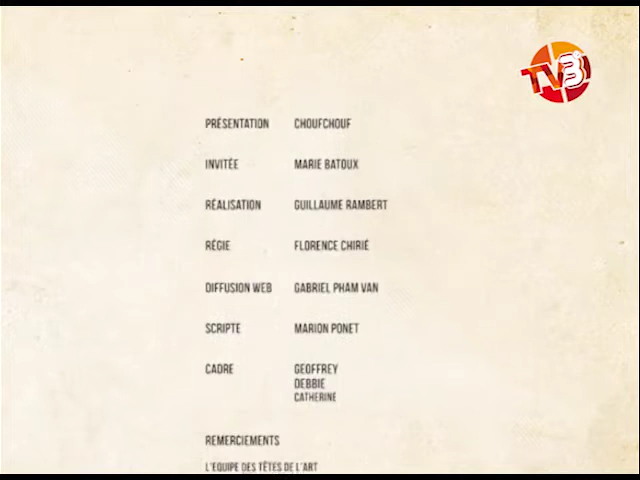 TV3
PRÉSENTATION CHOUFCHOUF
INVITÉE MARIE BATOUX
RÉALISATION GUILLAUME RAMBERT
RÉGIE FLORENCE CHIRIÉ
DIFFUSION WEB GABRIEL PHAM VAN
SCRIPTE MARION PONET
CADRE GEOFFREY
DEBBIE
CATHERINE
REMERCIEMENTS
L'EQUIPE DES TÊTES DE L'ART